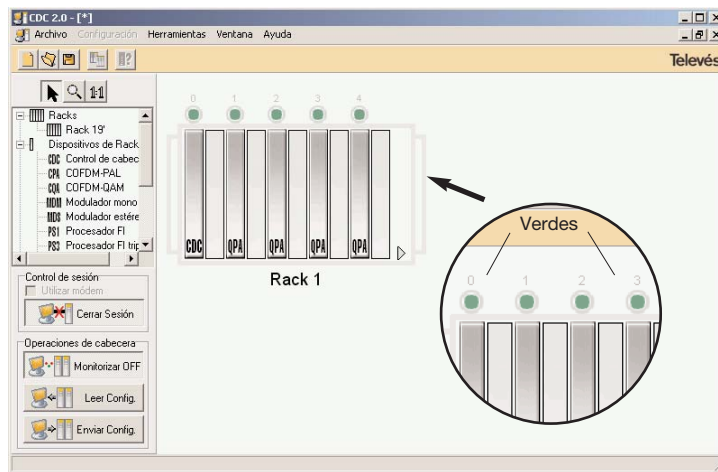 CDC 2.0 - [*]
Archivo Configuración Herramientas Ventana Ayuda
Televés
1:1
Racks
Rack 19"
Dispositivos de Rack
CDC Control de cabec
CPA COFDM-PAL
CQA COFDM-QAM
MDM Modulador mono
MDS Modulador estére
PS1 Procesador FI
PS3 Procesador FI trip
Control de sesión
Utilizar módem
Cerrar Sesión
Operaciones de cabecera
Monitorizar OFF
Leer Config.
Enviar Config.
0 1 2 3 4
CDC QPA QPA QPA QPA
Rack 1
Verdes
0 1 2 3